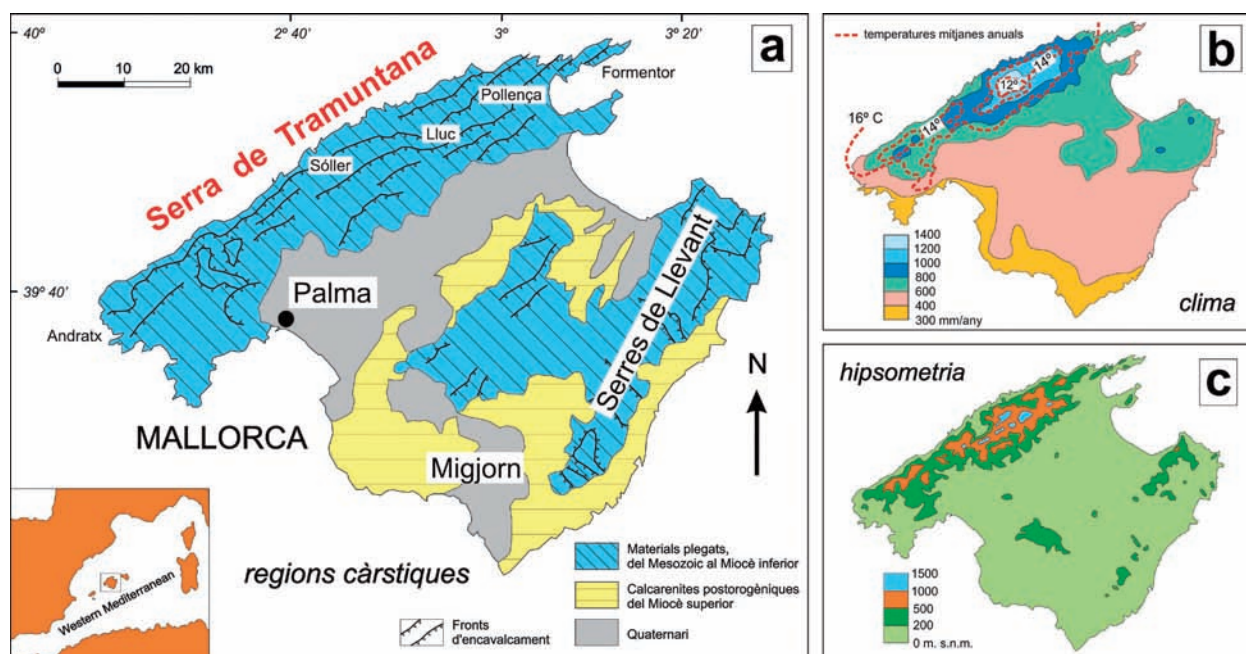 40º
2º 40'
3º
3º 20'
a
0 10 20 km
Serra de Tramuntana
Formentor
Pollença
Lluc
Sóller
39º 40'
Palma
Andratx
Serres de Llevant
N
MALLORCA
Migjorn
regions càrstiques
Western Mediterranean
Materials plegats,
del Mesozoic al Miocè inferior
Calcarenites postorogèniques
del Miocè superior
Fronts
d'encavalcament
Quaternari
temperatures mitjanes anuals
b
14º
12º
16º C
14º
1400
1200
1000
800
600
400
300 mm/any
clima
hipsometria
c
1500
1000
500
200
0 m. s.n.m.